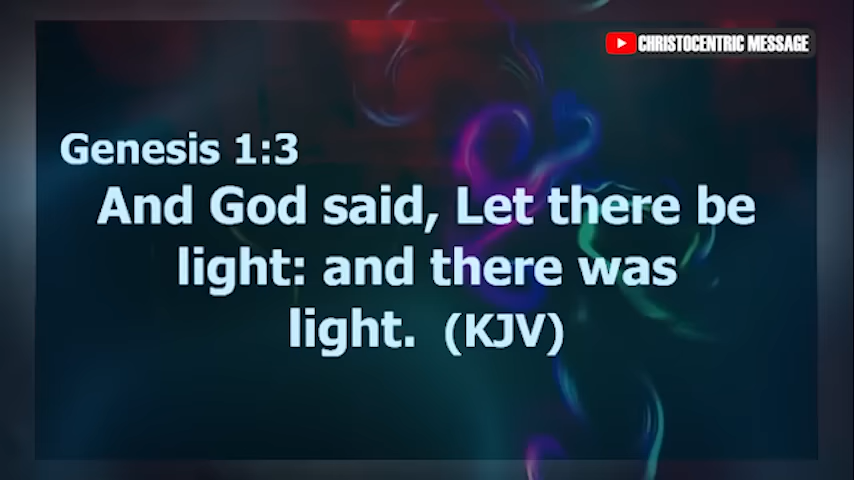 CHRISTOCENTRIC MESSAGE
Genesis 1:3
And God said, Let there be
light: and there was
light. (KJV)